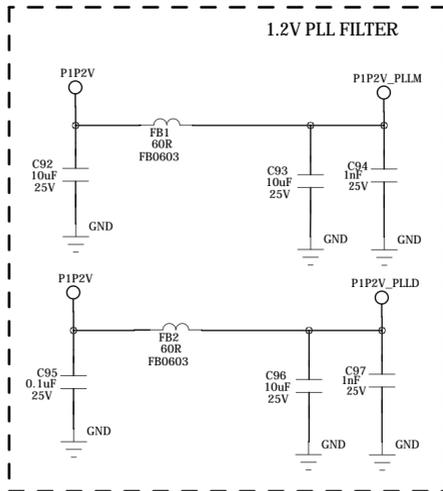 1.2V PLL FILTER
P1P2V
P1P2V_PLLM
FB1
60R
FB0603
C92
10uF
25V
C93
10uF
25V
C94
1nF
25V
GND
GND
GND
P1P2V
P1P2V_PLLD
FB2
60R
FB0603
C95
0.1uF
25V
C96
10uF
25V
C97
1nF
25V
GND
GND
GND